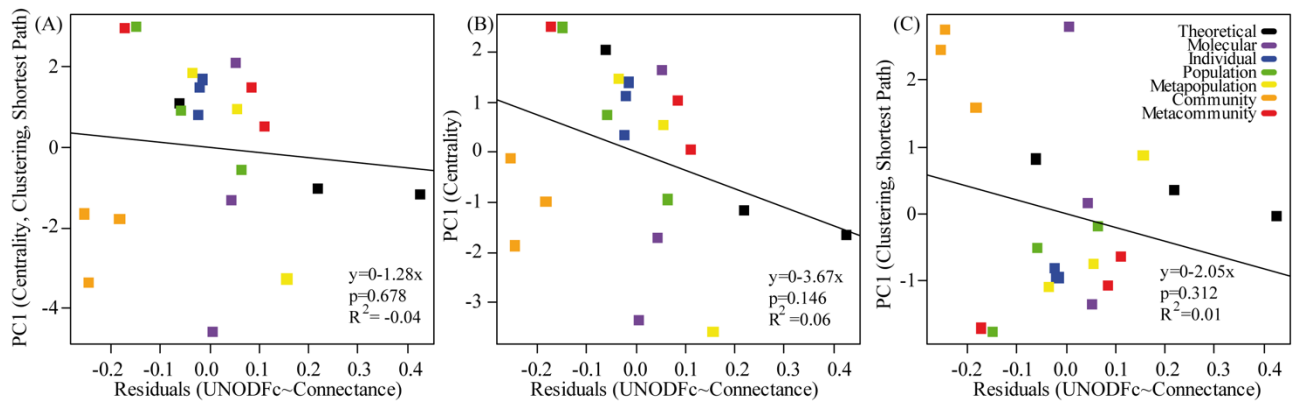 (A)
PC1 (Centrality, Clustering, Shortest Path)
2
0
-2
-4
y=0-1.28x
p=0.678
R²= -0.04
-0.2 -0.1 0.0 0.1 0.2 0.3 0.4
Residuals (UNODFc~Connectance)
(B)
PC1 (Centrality)
2
1
0
-1
-2
-3
y=0-3.67x
p=0.146
R²=0.06
-0.2 -0.1 0.0 0.1 0.2 0.3 0.4
Residuals (UNODFc~Connectance)
(C)
PC1 (Clustering, Shortest Path)
2
1
0
-1
Theoretical
Molecular
Individual
Population
Metapopulation
Community
Metacommunity
y=0-2.05x
p=0.312
R²=0.01
-0.2 -0.1 0.0 0.1 0.2 0.3 0.4
Residuals (UNODFc~Connectance)